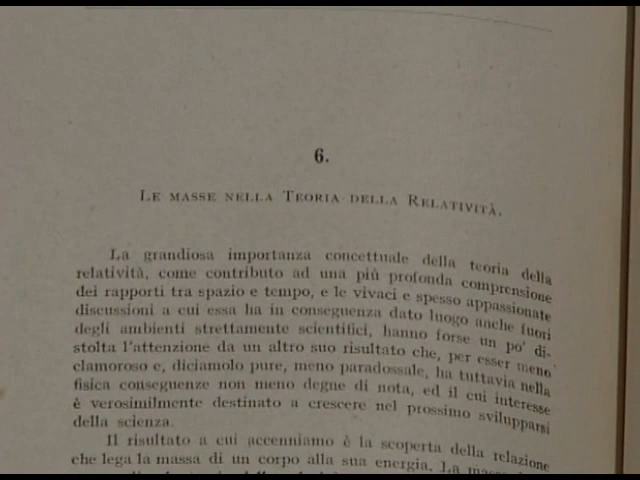 6.
Le masse nella Teoria della Relatività.
La grandiosa importanza concettuale della teoria della
relatività, come contributo ad una più profonda comprensione
dei rapporti tra spazio e tempo, e le vivaci e spesso appassionate
discussioni a cui essa ha in conseguenza dato luogo anche fuori
degli ambienti strettamente scientifici, hanno forse un po' di-
stolta l'attenzione da un altro suo risultato che, per esser meno
clamoroso e, diciamolo pure, meno paradossale, ha tuttavia nella
fisica conseguenze non meno degne di nota, ed il cui interesse
è verosimilmente destinato a crescere nel prossimo svilupparsi
della scienza.
Il risultato a cui accenniamo è la scoperta della relazione
che lega la massa di un corpo alla sua energia. La